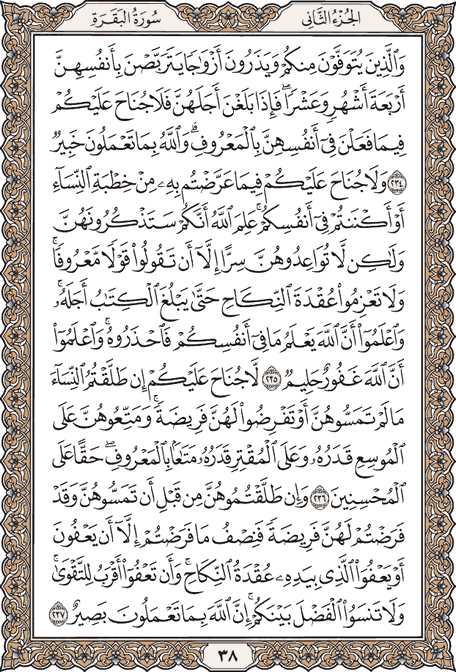 الجزء الثاني
سورة البقرة
وَالَّذِينَ يُتَوَفَّوْنَ مِنكُمْ وَيَذَرُونَ أَزْوَاجًا يَتَرَبَّصْنَ بِأَنفُسِهِنَّ
أَرْبَعَةَ أَشْهُرٍ وَعَشْرًا ۖ فَإِذَا بَلَغْنَ أَجَلَهُنَّ فَلَا جُنَاحَ عَلَيْكُمْ
فِيمَا فَعَلْنَ فِي أَنفُسِهِنَّ بِالْمَعْرُوفِ ۗ وَاللَّهُ بِمَا تَعْمَلُونَ خَبِيرٌ
٢٣٤ وَلَا جُنَاحَ عَلَيْكُمْ فِيمَا عَرَّضْتُم بِهِ مِنْ خِطْبَةِ النِّسَاءِ
أَوْ أَكْنَنتُمْ فِي أَنفُسِكُمْ ۚ عَلِمَ اللَّهُ أَنَّكُمْ سَتَذْكُرُونَهُنَّ
وَلَٰكِن لَّا تُوَاعِدُوهُنَّ سِرًّا إِلَّا أَن تَقُولُوا قَوْلًا مَّعْرُوفًا ۚ
وَلَا تَعْزِمُوا عُقْدَةَ النِّكَاحِ حَتَّىٰ يَبْلُغَ الْكِتَابُ أَجَلَهُ ۚ
وَاعْلَمُوا أَنَّ اللَّهَ يَعْلَمُ مَا فِي أَنفُسِكُمْ فَاحْذَرُوهُ ۚ وَاعْلَمُوا
أَنَّ اللَّهَ غَفُورٌ حَلِيمٌ ٢٣٥ لَّا جُنَاحَ عَلَيْكُمْ إِن طَلَّقْتُمُ النِّسَاءَ
مَا لَمْ تَمَسُّوهُنَّ أَوْ تَفْرِضُوا لَهُنَّ فَرِيضَةً ۚ وَمَتِّعُوهُنَّ عَلَى
الْمُوسِعِ قَدَرُهُ وَعَلَى الْمُقْتِرِ قَدَرُهُ مَتَاعًا بِالْمَعْرُوفِ ۖ حَقًّا عَلَى
الْمُحْسِنِينَ ٢٣٦ وَإِن طَلَّقْتُمُوهُنَّ مِن قَبْلِ أَن تَمَسُّوهُنَّ وَقَدْ
فَرَضْتُمْ لَهُنَّ فَرِيضَةً فَنِصْفُ مَا فَرَضْتُمْ إِلَّا أَن يَعْفُونَ
أَوْ يَعْفُوَا الَّذِي بِيَدِهِ عُقْدَةُ النِّكَاحِ ۚ وَأَن تَعْفُوا أَقْرَبُ لِلتَّقْوَىٰ ۚ
وَلَا تَنسَوُا الْفَضْلَ بَيْنَكُمْ ۚ إِنَّ اللَّهَ بِمَا تَعْمَلُونَ بَصِيرٌ ٢٣٧
٣٨